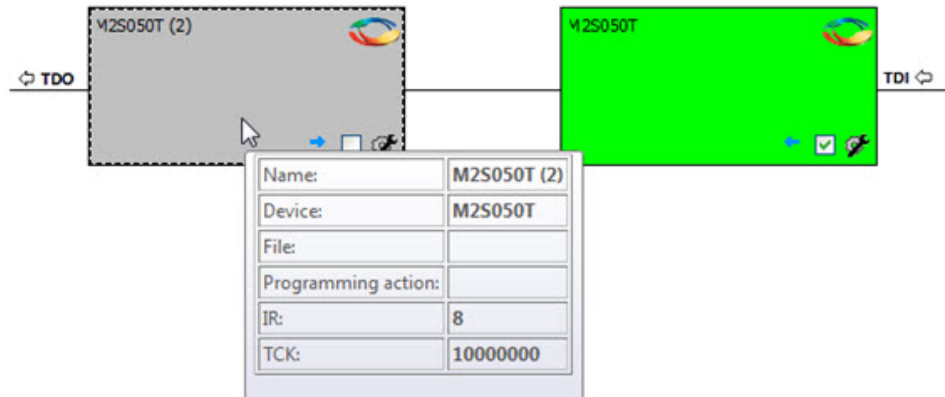 M2S050T (2)
M2S050T
TDO
TDI
Name: M2S050T (2)
Device: M2S050T
File:
Programming action:
IR: 8
TCK: 10000000